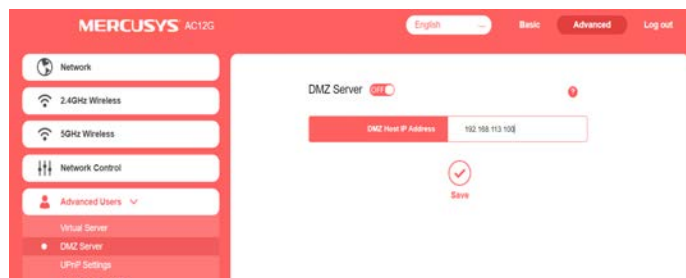 MERCUSYS AC12G
English
Basic
Advanced
Log out
Network
2.4GHz Wireless
5GHz Wireless
Network Control
Advanced Users
Virtual Server
DMZ Server
UPnP Settings
DMZ Server OFF
?
DMZ Host IP Address
192.168.113.100
Save